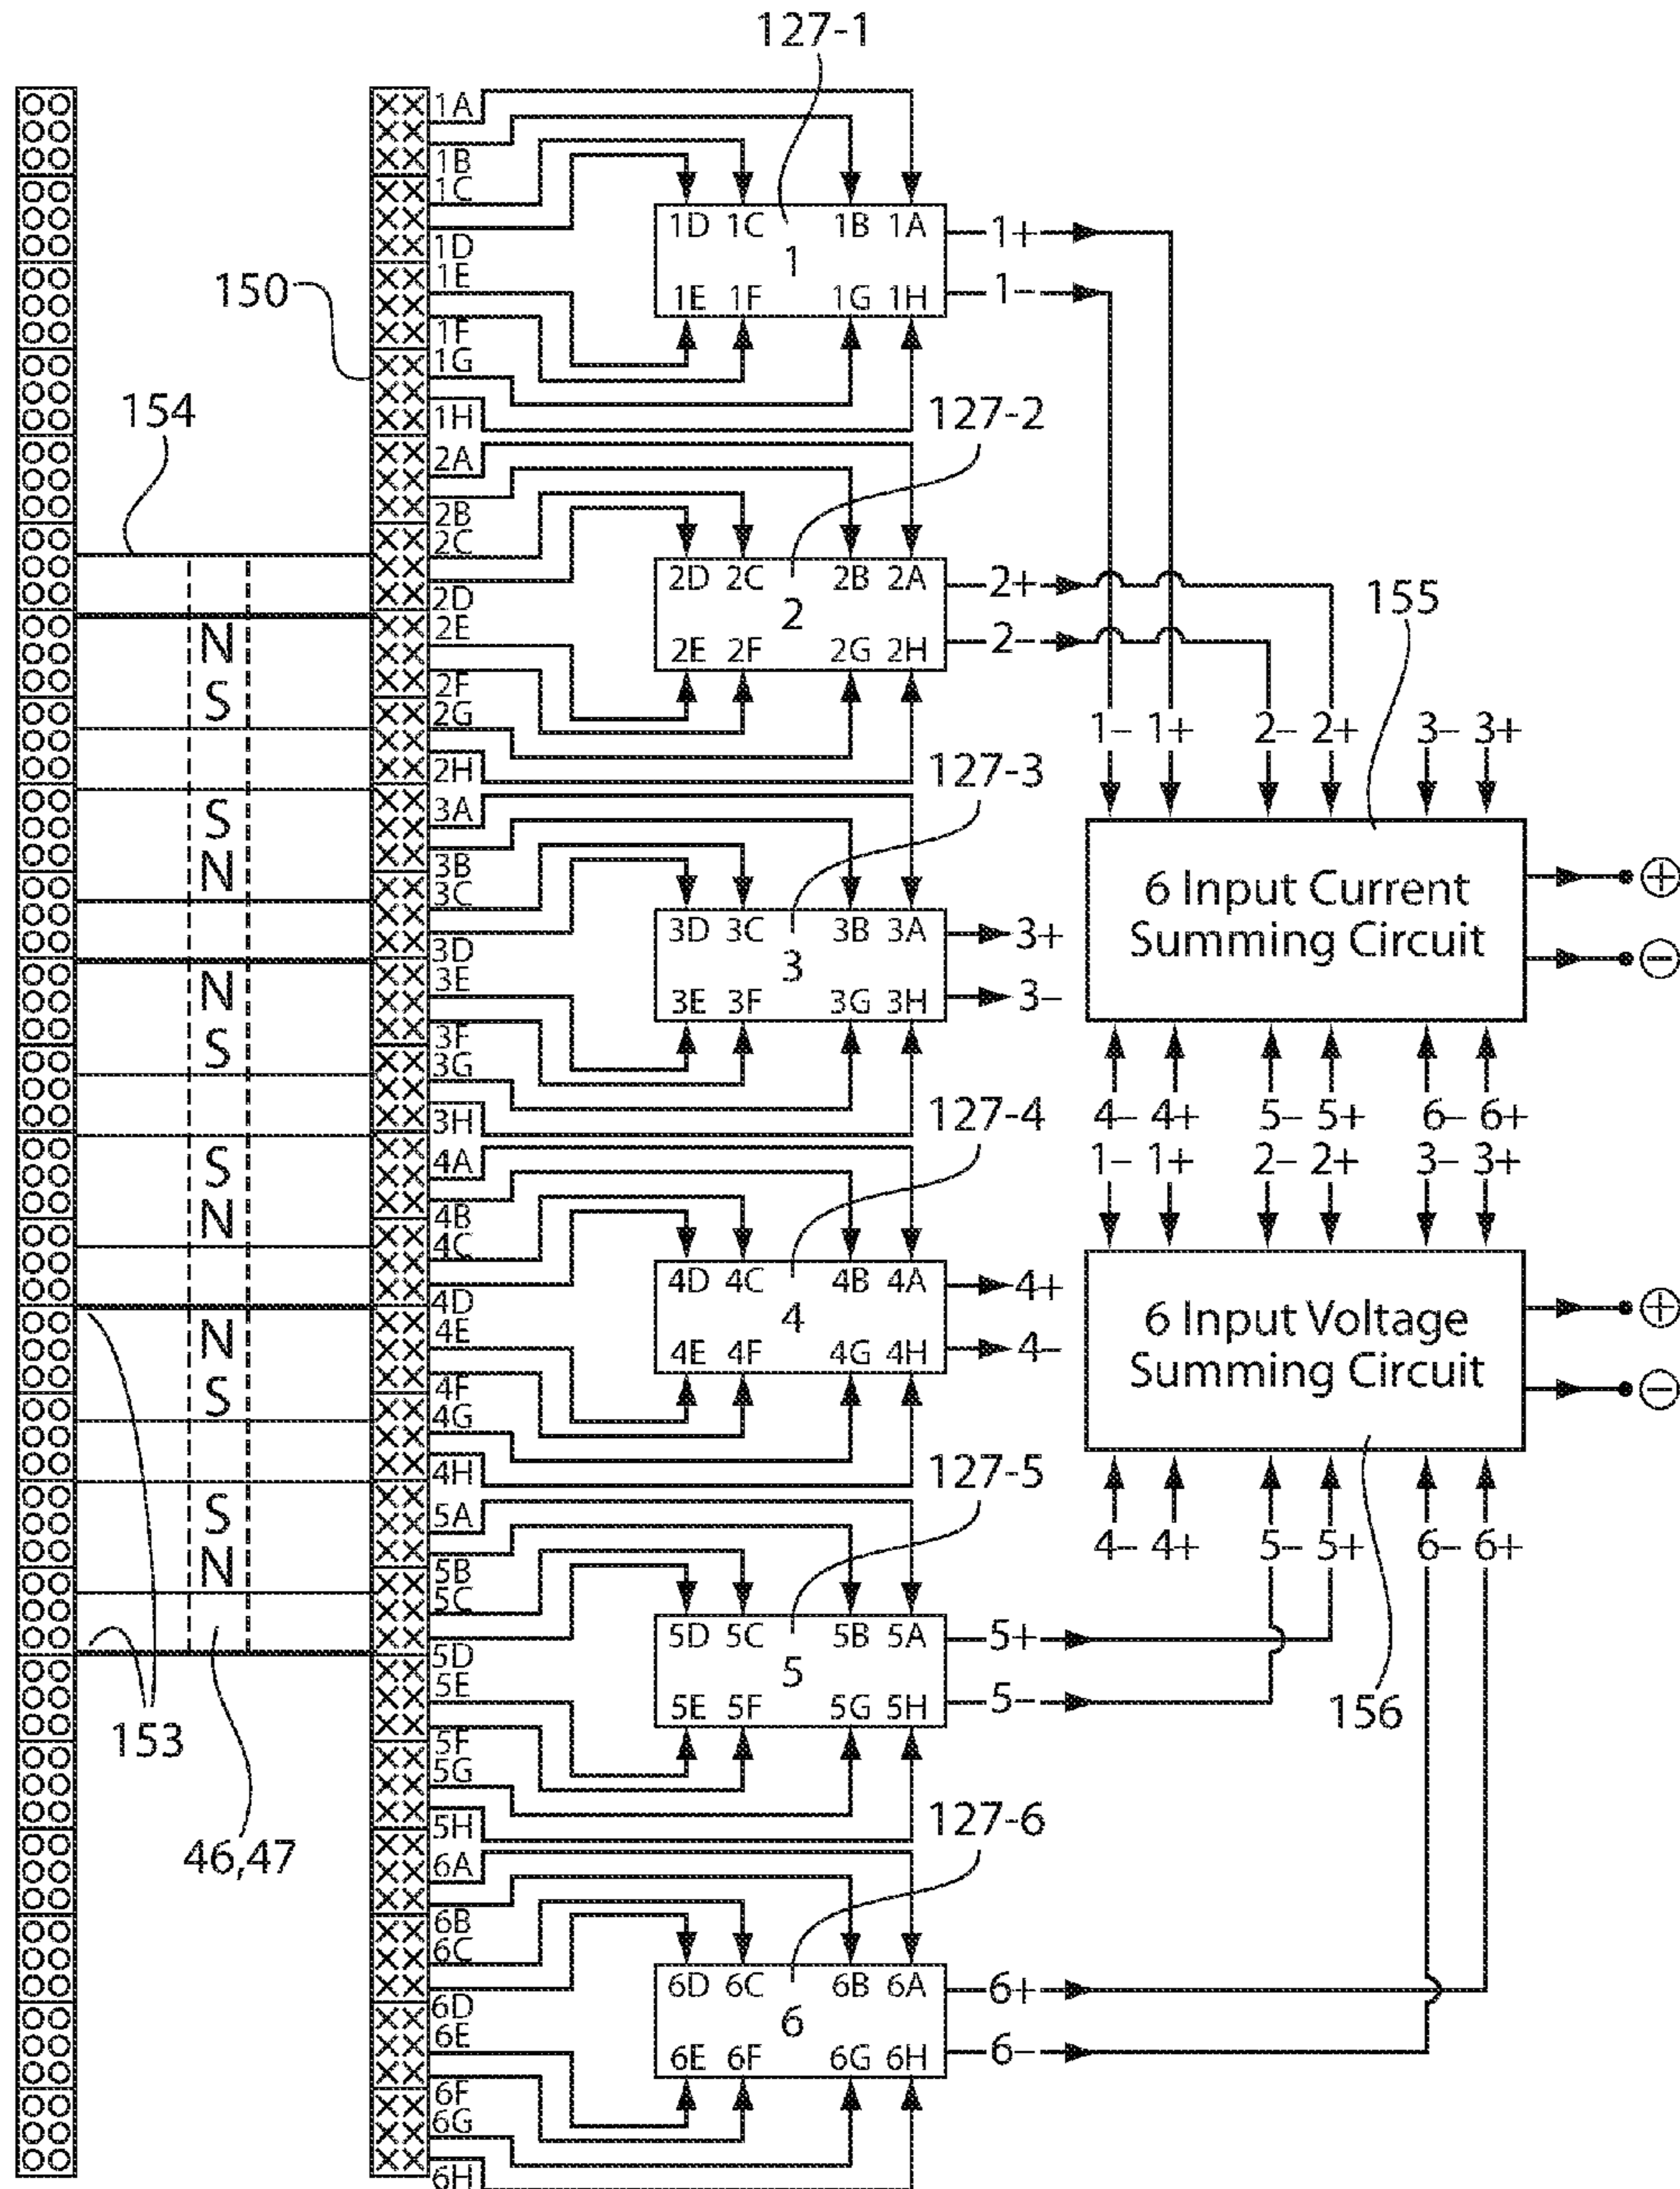 127-1
1A
1B
1C
1D
1E
1F
1G
1H
150
154
1D 1C 1B 1A
1
1E 1F 1G 1H
1+
1–
127-2
2A
2B
2C
2D
2E
2F
2G
2H
2D 2C 2B 2A
2
2E 2F 2G 2H
2+
2–
155
N
S
S
N
N
S
S
N
N
S
S
N
127-3
3A
3B
3C
3D
3E
3F
3G
3H
3D 3C 3B 3A
3
3E 3F 3G 3H
3+
3–
1– 1+ 2– 2+ 3– 3+
6 Input Current
Summing Circuit
+
–
4– 4+ 5– 5+ 6– 6+
127-4
4A
4B
4C
4D
4E
4F
4G
4H
4D 4C 4B 4A
4
4E 4F 4G 4H
4+
4–
1– 1+ 2– 2+ 3– 3+
6 Input Voltage
Summing Circuit
+
–
4– 4+ 5– 5+ 6– 6+
156
127-5
5A
5B
5C
5D
5E
5F
5G
5H
5D 5C 5B 5A
5
5E 5F 5G 5H
5+
5–
153
46,47
127-6
6A
6B
6C
6D
6E
6F
6G
6H
6D 6C 6B 6A
6
6E 6F 6G 6H
6+
6–